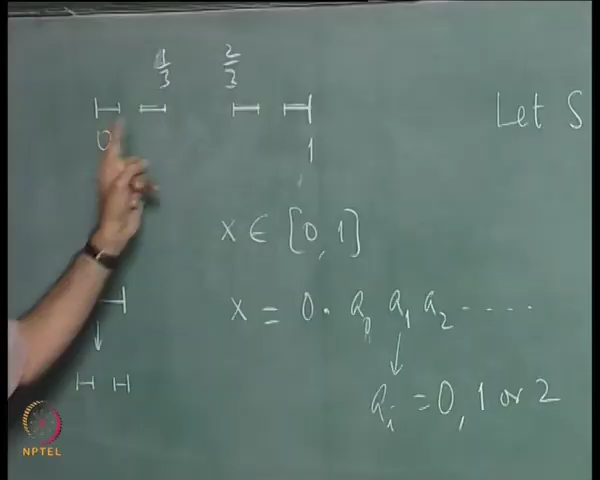 1/3 2/3
0 1
Let S
x ∈ [0, 1]
x = 0 . a₀ a₁ a₂ .....
aᵢ = 0, 1 or 2
NPTEL